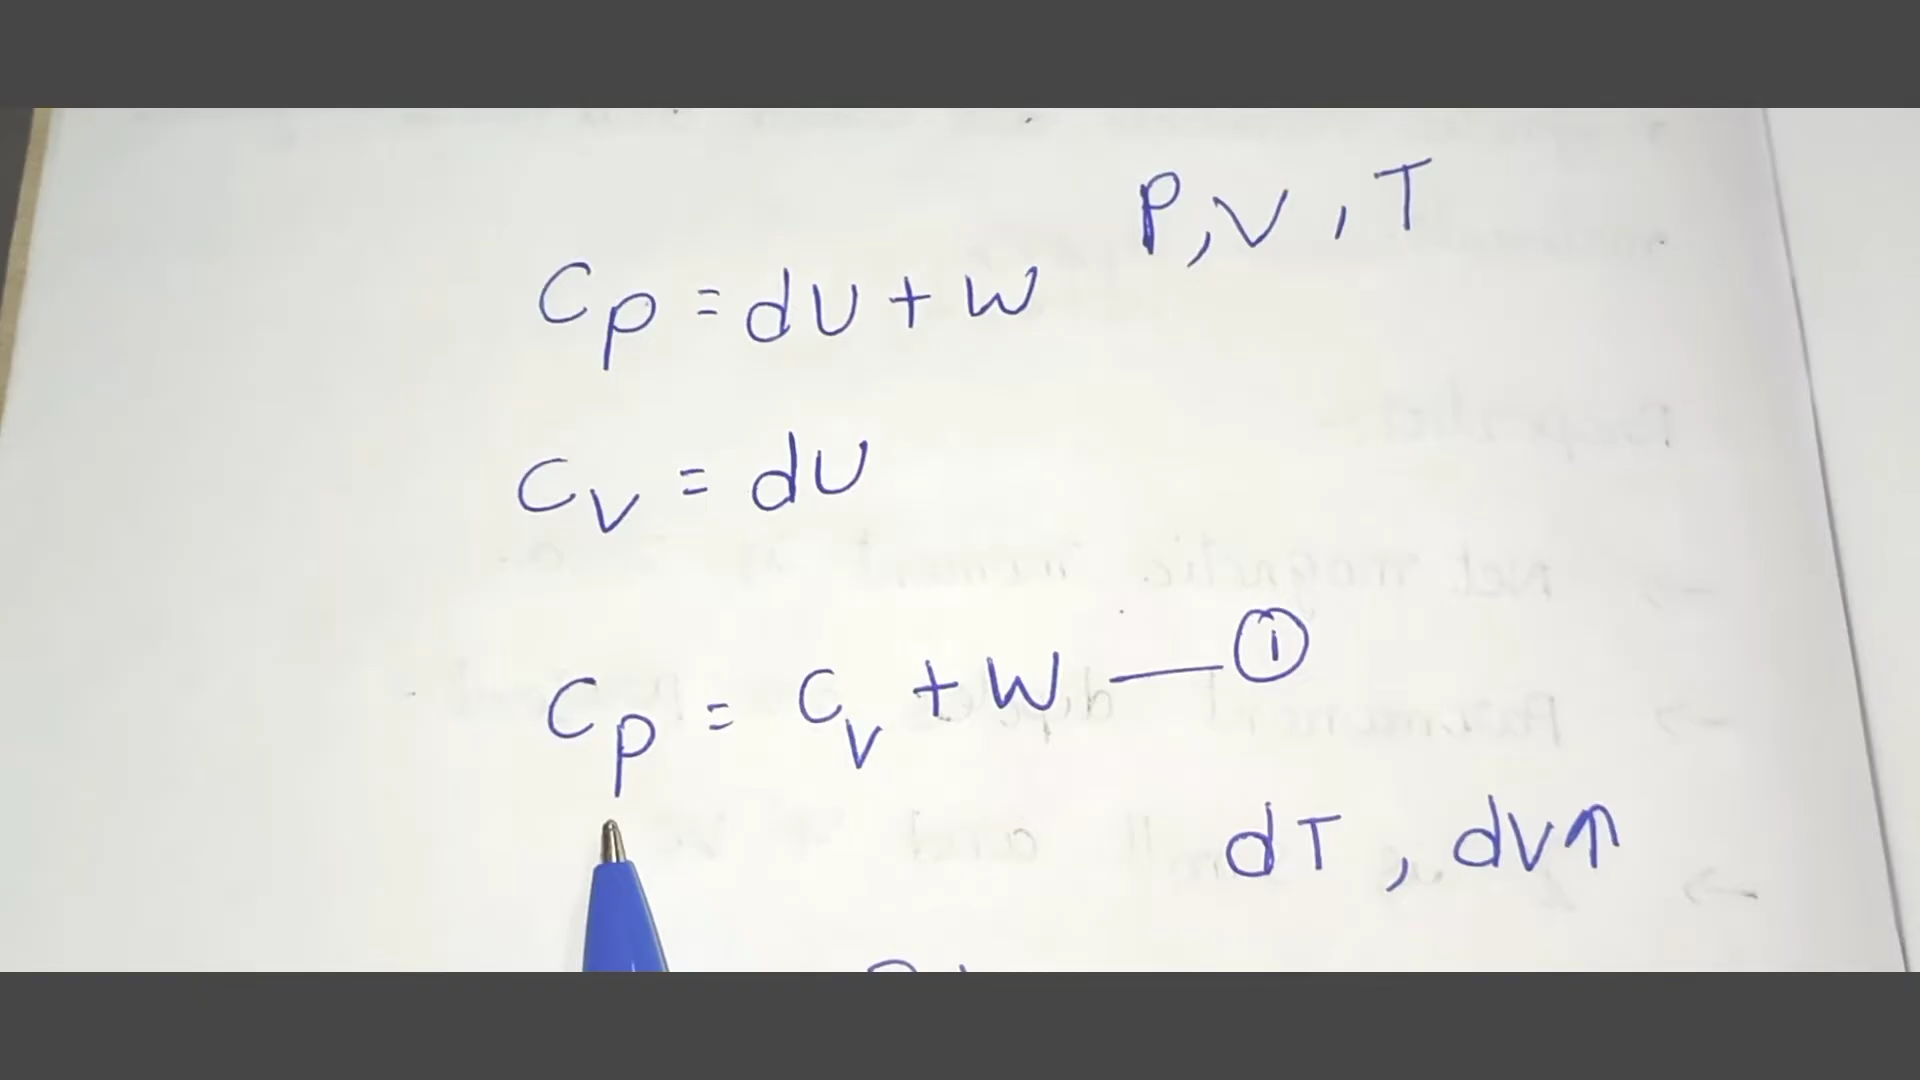 P, V, T
Cp = dU + W
Cv = dU
Cp = Cv + W — ①
dT, dV↑